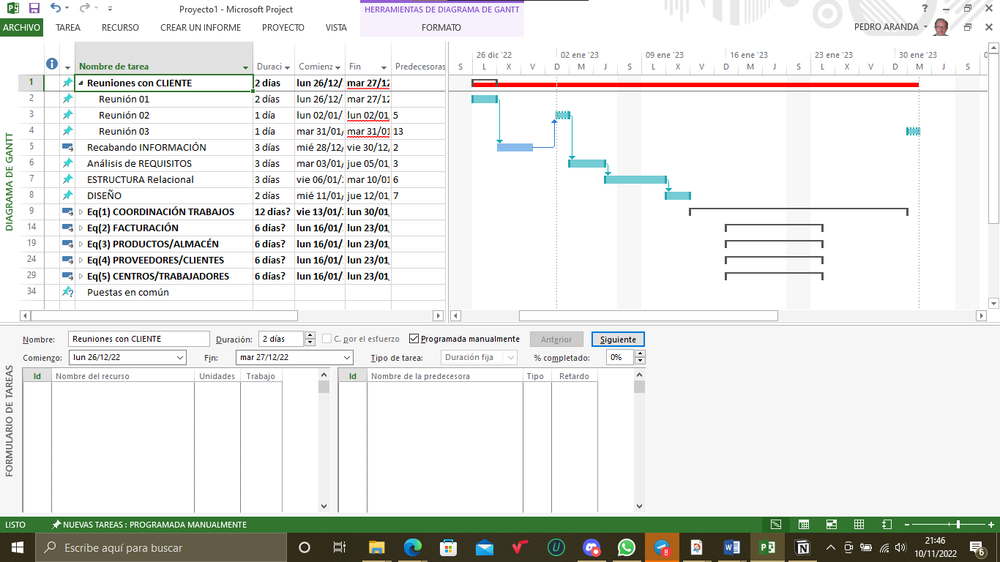 Proyecto1 - Microsoft Project
HERRAMIENTAS DE DIAGRAMA DE GANTT
?
ARCHIVO TAREA RECURSO CREAR UN INFORME PROYECTO VISTA FORMATO PEDRO ARANDA
Nombre de tarea Duraci Comienz Fin Predecesoras
26 dic '22 02 ene '23 09 ene '23 16 ene '23 23 ene '23 30 ene '23
S L X V D M J S L X V D M J S L X V D M J S
1 Reuniones con CLIENTE 2 días lun 26/12/ mar 27/12
2 Reunión 01 2 días lun 26/12/ mar 27/12
3 Reunión 02 1 día lun 02/01/ lun 02/01 5
4 Reunión 03 1 día mar 31/01/ mar 31/01 13
5 Recabando INFORMACIÓN 3 días mié 28/12/ vie 30/12/ 2
6 Análisis de REQUISITOS 3 días mar 03/01/ jue 05/01/ 3
7 ESTRUCTURA Relacional 3 días vie 06/01/ mar 10/01 6
8 DISEÑO 2 días mié 11/01/ jue 12/01/ 7
9 Eq(1) COORDINACIÓN TRABAJOS 12 días? vie 13/01/ lun 30/01/
14 Eq(2) FACTURACIÓN 6 días? lun 16/01/ lun 23/01/
19 Eq(3) PRODUCTOS/ALMACÉN 6 días? lun 16/01/ lun 23/01/
24 Eq(4) PROVEEDORES/CLIENTES 6 días? lun 16/01/ lun 23/01/
29 Eq(5) CENTROS/TRABAJADORES 6 días? lun 16/01/ lun 23/01/
34 Puestas en común
DIAGRAMA DE GANTT
Nombre: Reuniones con CLIENTE Duración: 2 días C. por el esfuerzo Programada manualmente Anterior Siguiente
Comienzo: lun 26/12/22 Fin: mar 27/12/22 Tipo de tarea: Duración fija % completado: 0%
Id Nombre del recurso Unidades Trabajo
Id Nombre de la predecesora Tipo Retardo
FORMULARIO DE TAREAS
LISTO NUEVAS TAREAS : PROGRAMADA MANUALMENTE
Escribe aquí para buscar
8
21:46
10/11/2022
6